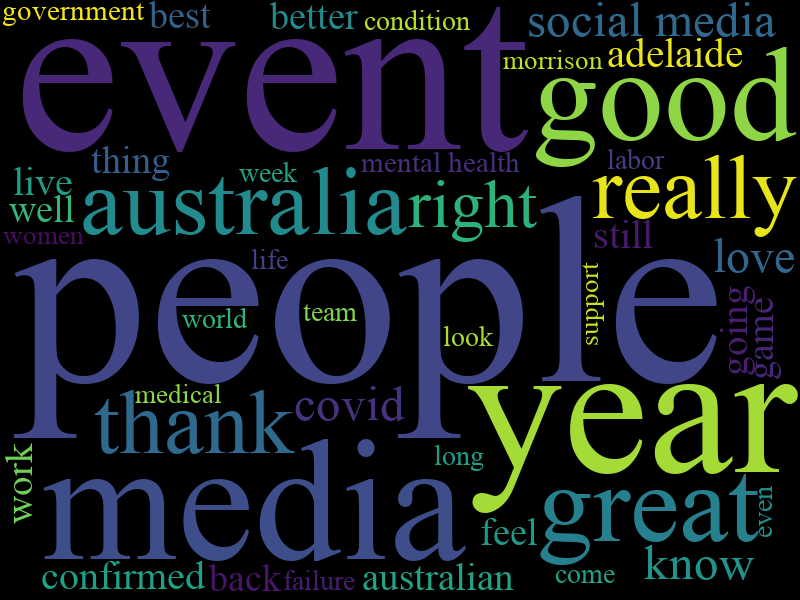 government
best
better
condition
social media
event
morrison
adelaide
good
thing
week
mental health
labor
live
really
well
australia
right
women
still
life
love
people
world
team
look
support
going
game
medical
year
thank
covid
work
media
long
great
even
feel
know
confirmed
back
failure
australian
come